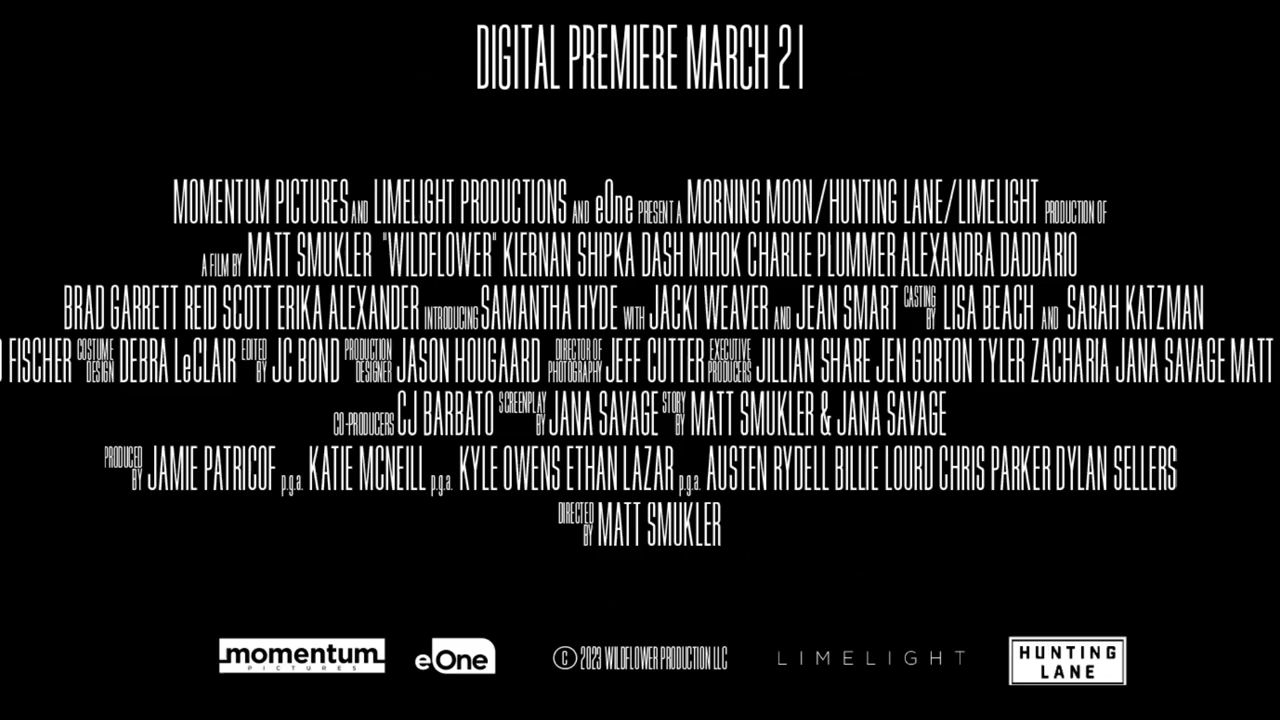 DIGITAL PREMIERE MARCH 21
MOMENTUM PICTURES AND LIMELIGHT PRODUCTIONS AND eOne PRESENT A MORNING MOON/HUNTING LANE/LIMELIGHT PRODUCTION OF
A FILM BY MATT SMUKLER "WILDFLOWER" KIERNAN SHIPKA DASH MIHOK CHARLIE PLUMMER ALEXANDRA DADDARIO
BRAD GARRETT REID SCOTT ERIKA ALEXANDER INTRODUCING SAMANTHA HYDE WITH JACKI WEAVER AND JEAN SMART CASTING BY LISA BEACH AND SARAH KATZMAN
FISCHER COSTUME DESIGN DEBRA LeCLAIR EDITED BY JC BOND PRODUCTION DESIGNER JASON HOUGAARD DIRECTOR OF PHOTOGRAPHY JEFF CUTTER EXECUTIVE PRODUCERS JILLIAN SHARE JEN GORTON TYLER ZACHARIA JANA SAVAGE MATT
CO-PRODUCERS CJ BARBATO SCREENPLAY BY JANA SAVAGE STORY BY MATT SMUKLER & JANA SAVAGE
PRODUCED BY JAMIE PATRICOF p.g.a. KATIE MCNEILL p.g.a. KYLE OWENS ETHAN LAZAR p.g.a. AUSTEN RYDELL BILLIE LOURD CHRIS PARKER DYLAN SELLERS
DIRECTED BY MATT SMUKLER
momentum PICTURES eOne © 2023 WILDFLOWER PRODUCTION LLC LIMELIGHT HUNTING LANE